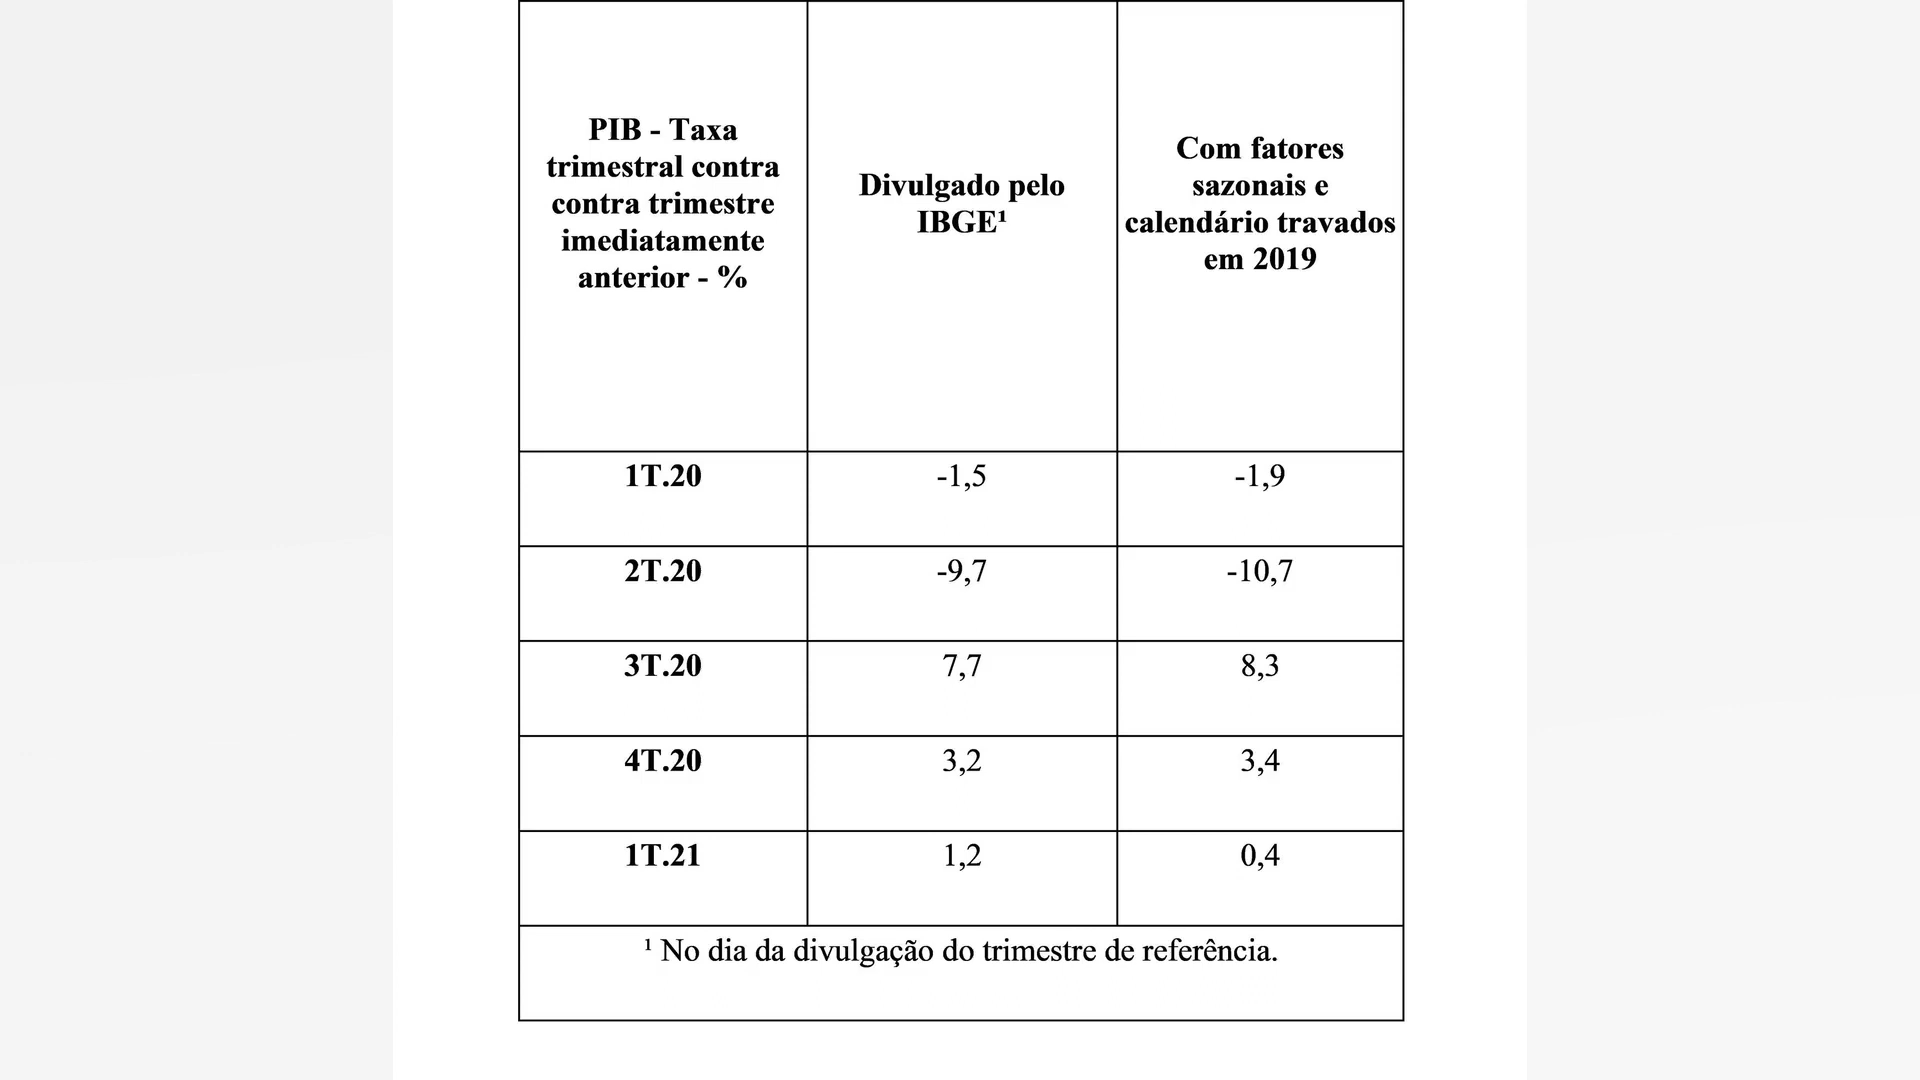 PIB - Taxa
trimestral contra
contra trimestre
imediatamente
anterior - %
Divulgado pelo
IBGE¹
Com fatores
sazonais e
calendário travados
em 2019
1T.20 -1,5 -1,9
2T.20 -9,7 -10,7
3T.20 7,7 8,3
4T.20 3,2 3,4
1T.21 1,2 0,4
¹ No dia da divulgação do trimestre de referência.